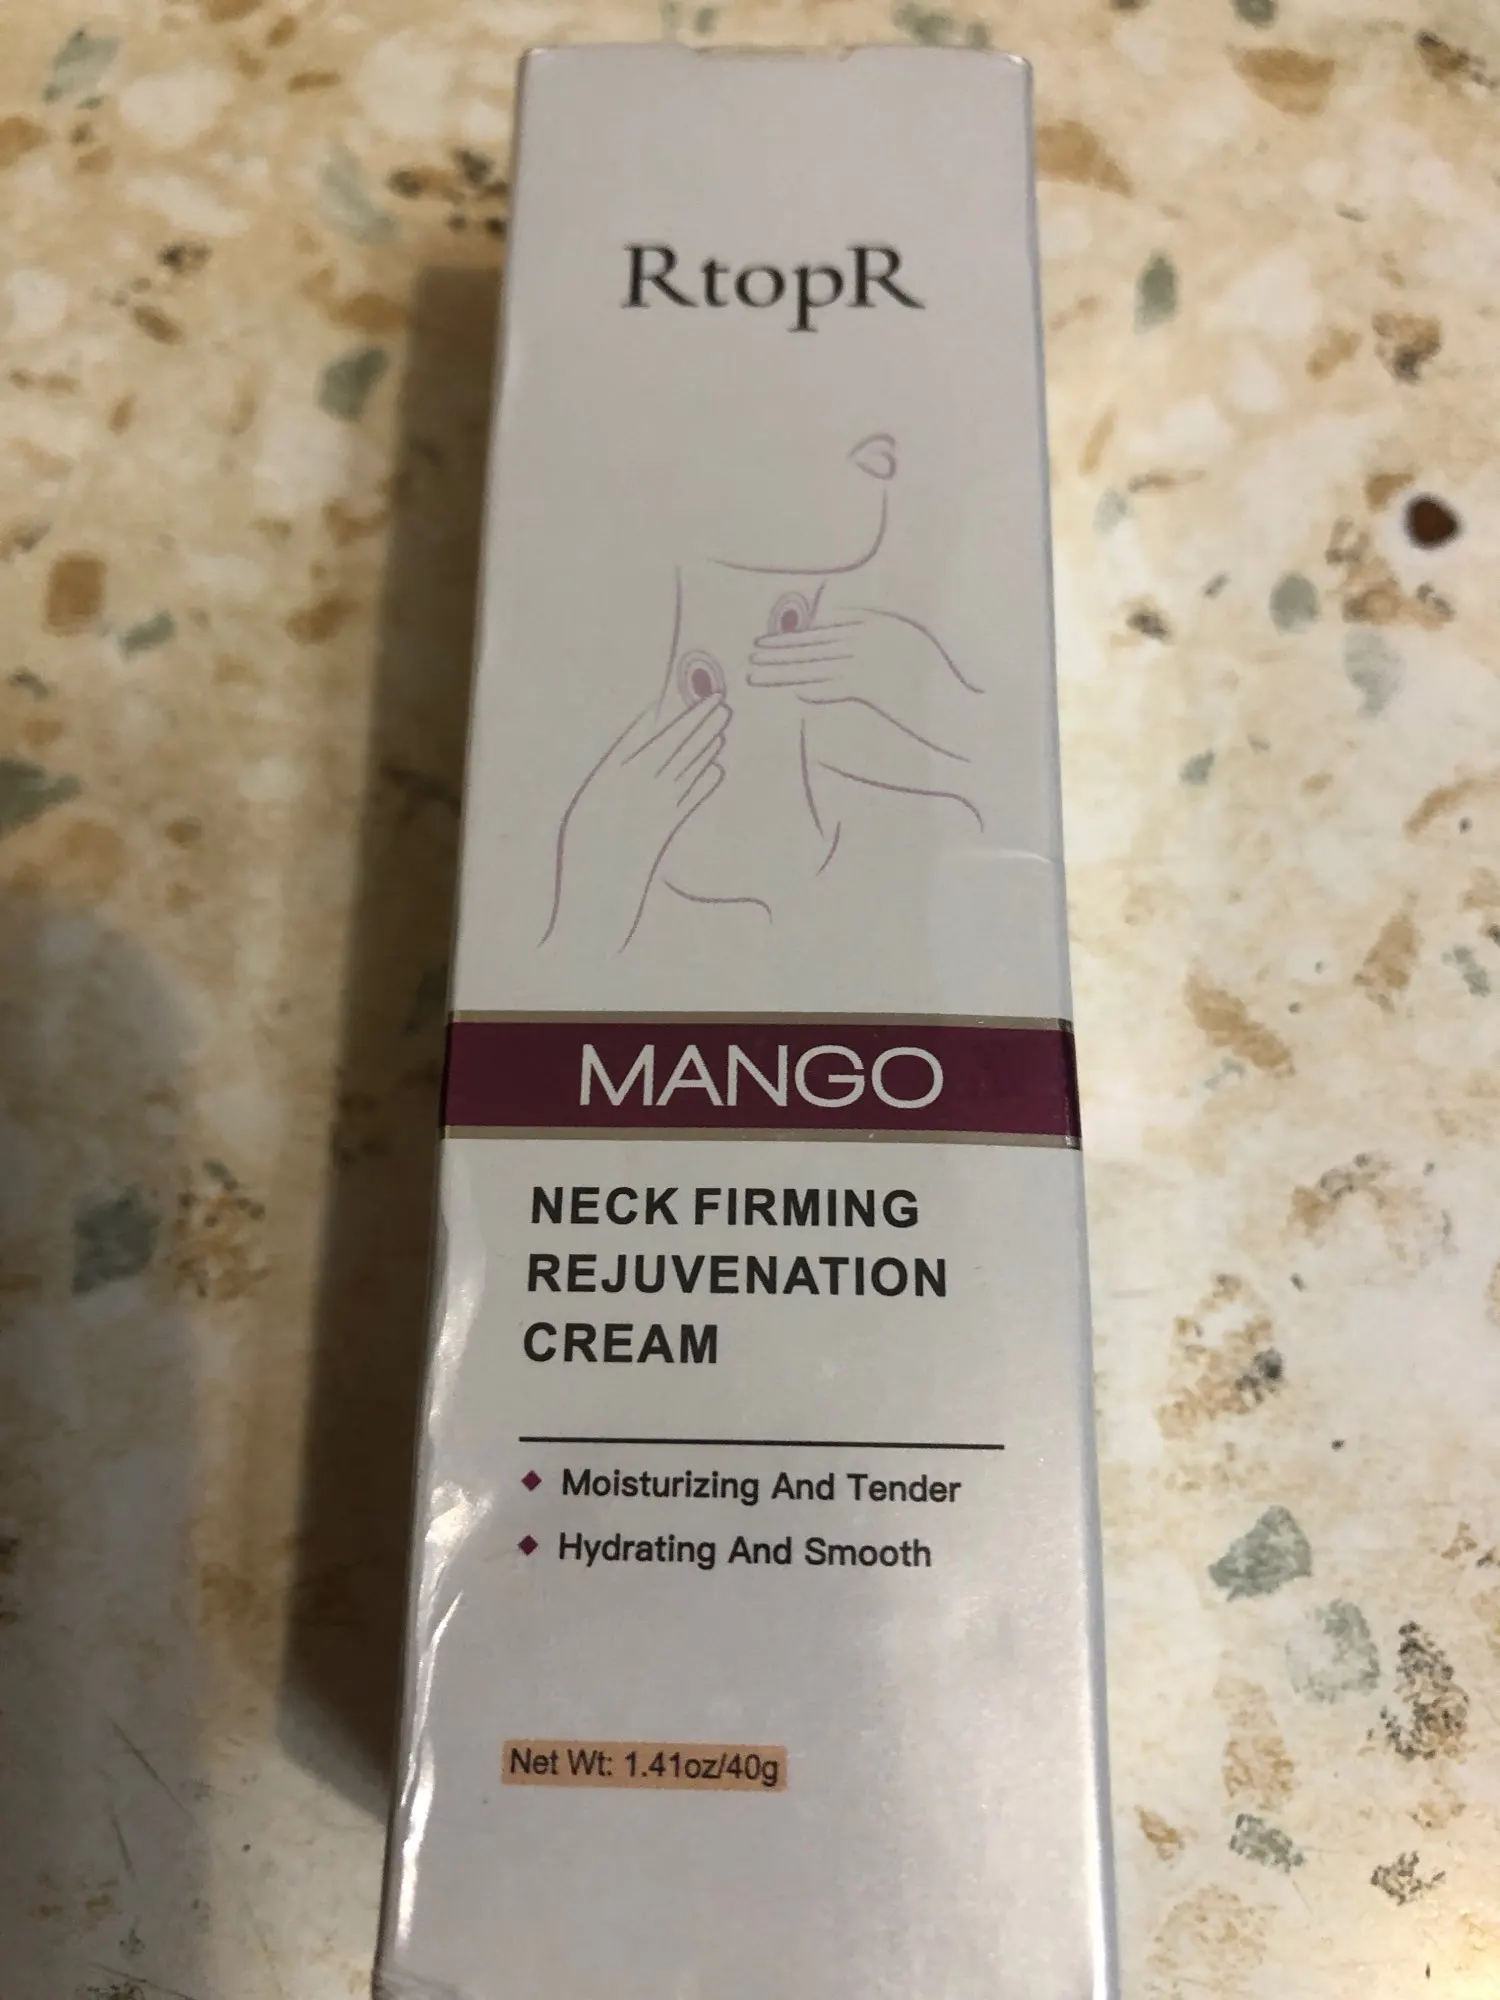 RtopR
MANGO
NECK FIRMING
REJUVENATION
CREAM
Moisturizing And Tender
Hydrating And Smooth
Net Wt: 1.41oz/40g